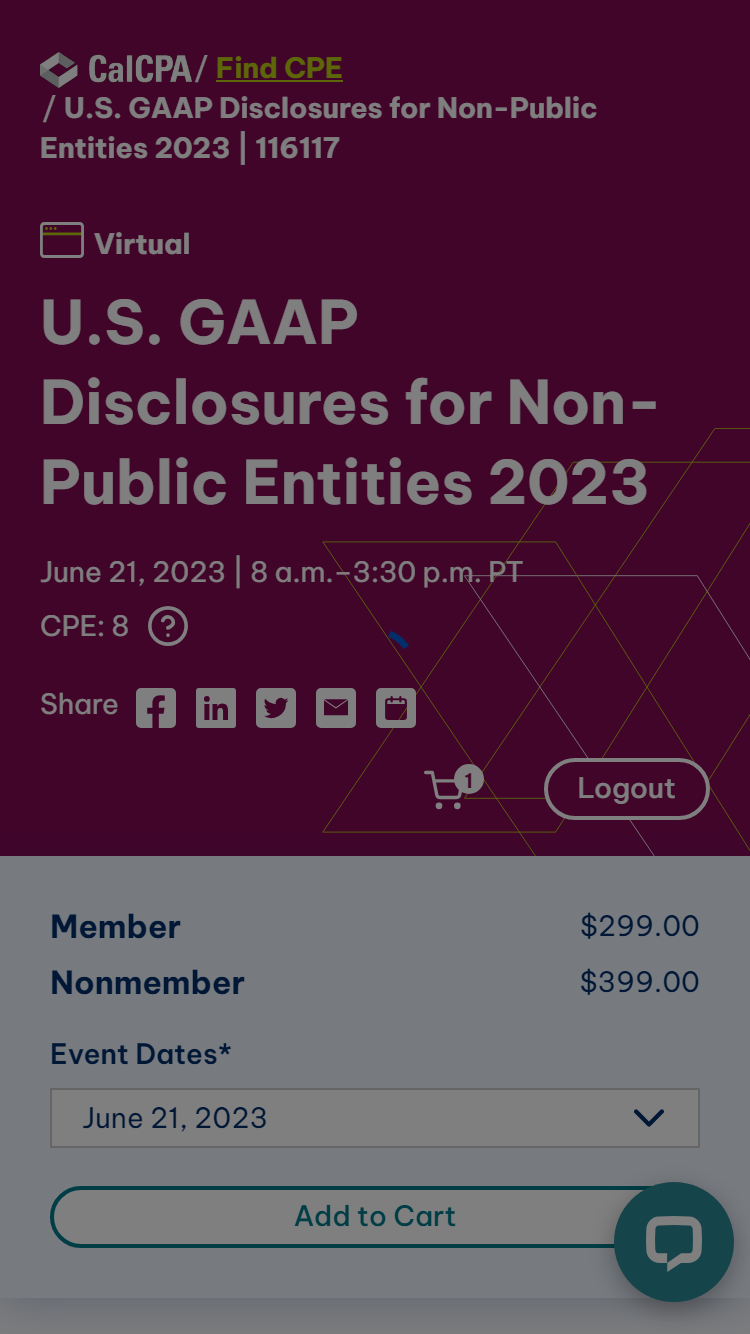 CalCPA / Find CPE
/ U.S. GAAP Disclosures for Non-Public
Entities 2023 | 116117
Virtual
U.S. GAAP
Disclosures for Non-
Public Entities 2023
June 21, 2023 | 8 a.m.–3:30 p.m. PT
CPE: 8 ?
Share
1
Logout
Member $299.00
Nonmember $399.00
Event Dates*
June 21, 2023
Add to Cart